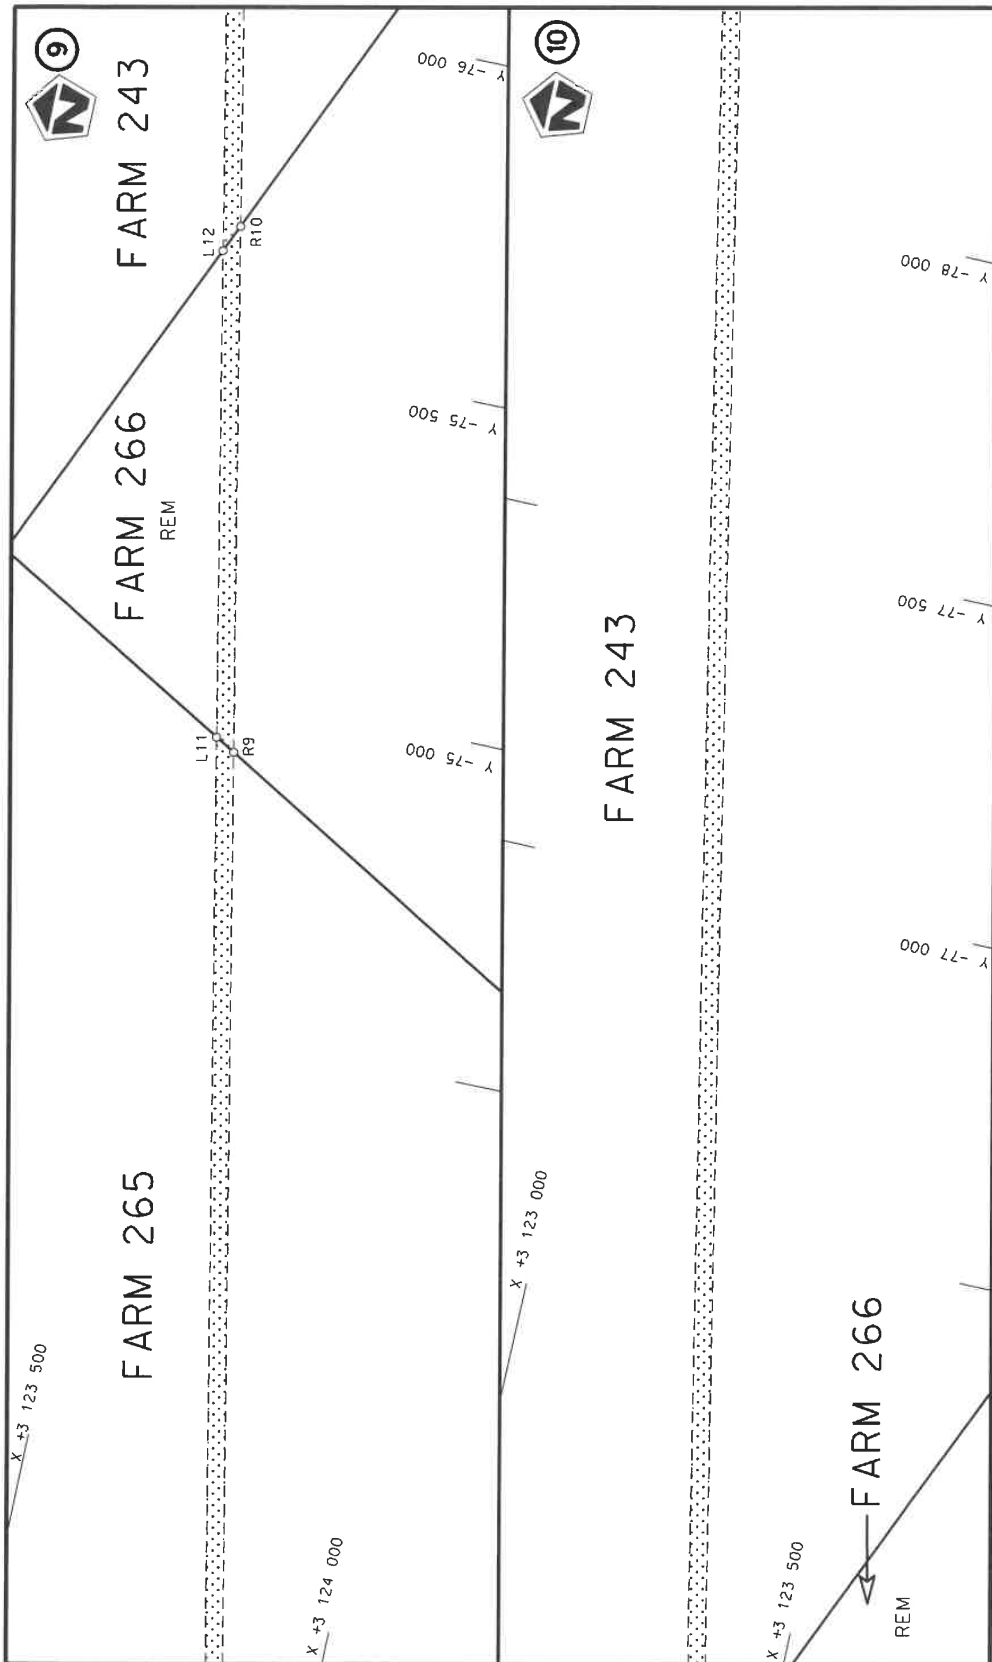 9
N
FARM 265
FARM 266
REM
FARM 243
L11
R9
L12
R10
X +3 123 500
X +3 124 000
Y -75 000
Y -75 500
Y -76 000
10
N
FARM 243
FARM 266
REM
X +3 123 000
X +3 123 500
Y -77 000
Y -77 500
Y -78 000